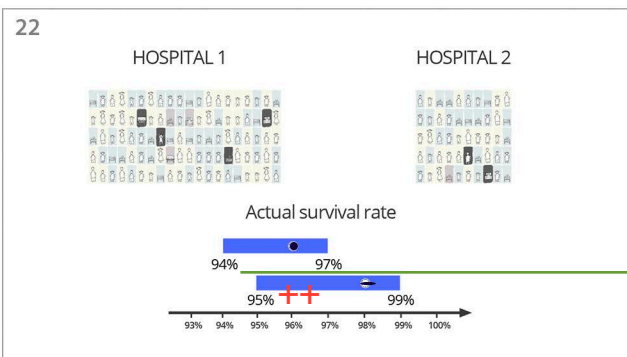 22
HOSPITAL 1 HOSPITAL 2
Actual survival rate
94% 97%
95% ++ 99%
93% 94% 95% 96% 97% 98% 99% 100%